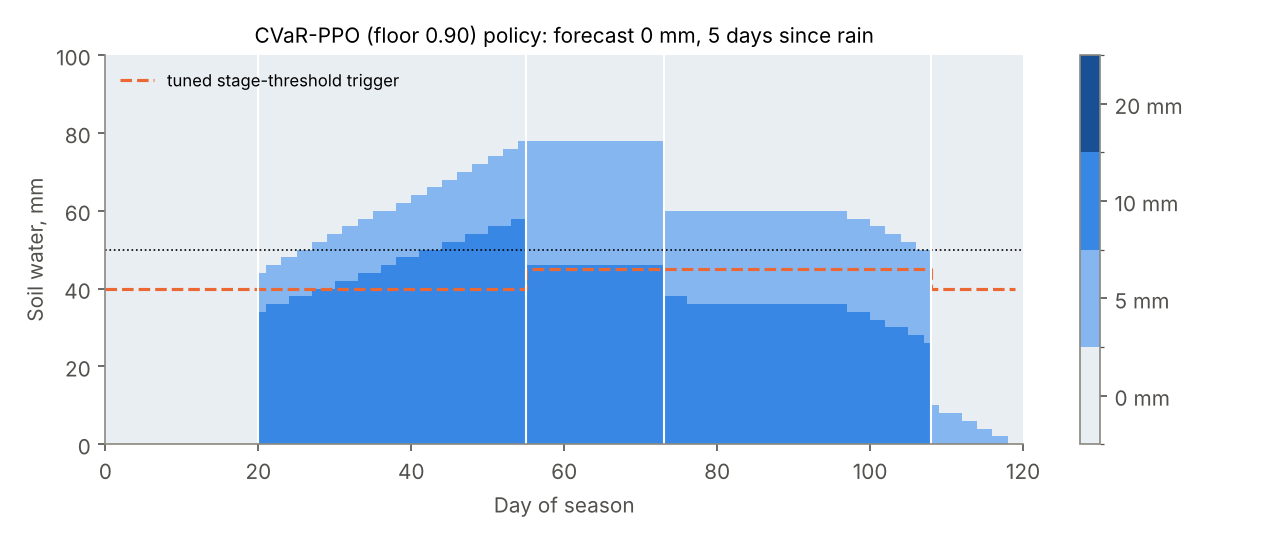 CVaR-PPO (floor 0.90) policy: forecast 0 mm, 5 days since rain
tuned stage-threshold trigger
Soil water, mm
100
80
60
40
20
0
0 20 40 60 80 100 120
Day of season
20 mm
10 mm
5 mm
0 mm